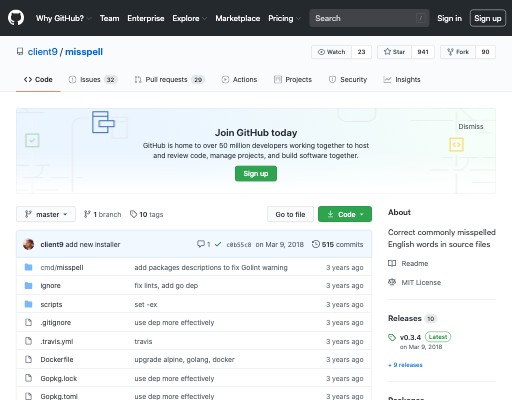 Why GitHub? Team Enterprise Explore Marketplace Pricing Search / Sign in Sign up
client9 / misspell Watch 23 Star 941 Fork 90
Code Issues 32 Pull requests 29 Actions Projects Security Insights
Join GitHub today
Dismiss
GitHub is home to over 50 million developers working together to host
and review code, manage projects, and build software together.
Sign up
master 1 branch 10 tags Go to file Code
client9 add new installer 1 c0b55c8 on Mar 9, 2018 515 commits
cmd/misspell add packages descriptions to fix Golint warning 3 years ago
ignore fix lints, add go dep 3 years ago
scripts set -ex 3 years ago
.gitignore use dep more effectively 3 years ago
.travis.yml travis 3 years ago
Dockerfile upgrade alpine, golang, docker 3 years ago
Gopkg.lock use dep more effectively 3 years ago
Gopkg.toml use dep more effectively 3 years ago
About
Correct commonly misspelled
English words in source files
Readme
MIT License
Releases 10
v0.3.4 Latest
on Mar 9, 2018
+ 9 releases